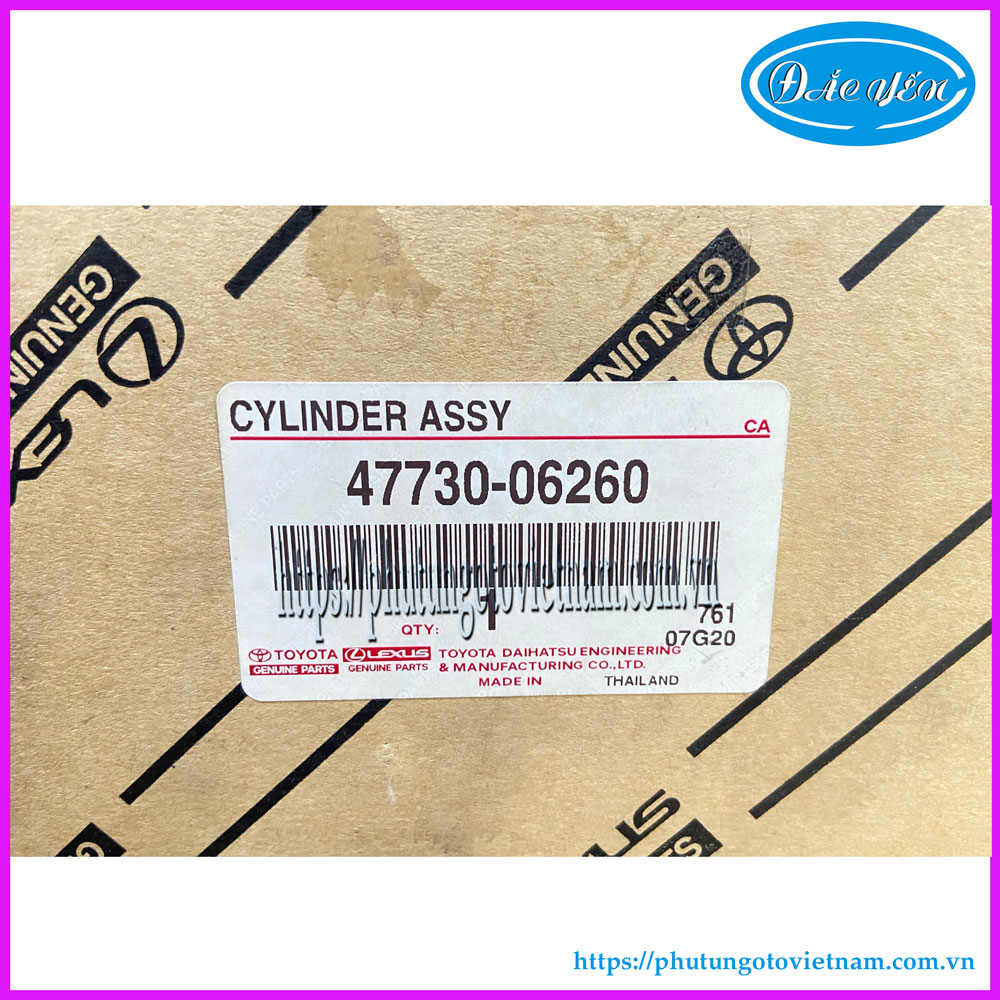 ĐẮC YẾN
GENUINE
LEX
GENUINE
CYLINDER ASSY
CA
47730-06260
https://phutungotovietnam.com.vn
QTY: 1
761
07G20
TOYOTA
GENUINE PARTS
LEXUS
GENUINE PARTS
TOYOTA DAIHATSU ENGINEERING
& MANUFACTURING CO.,LTD.
MADE IN THAILAND
https://phutungotovietnam.com.vn